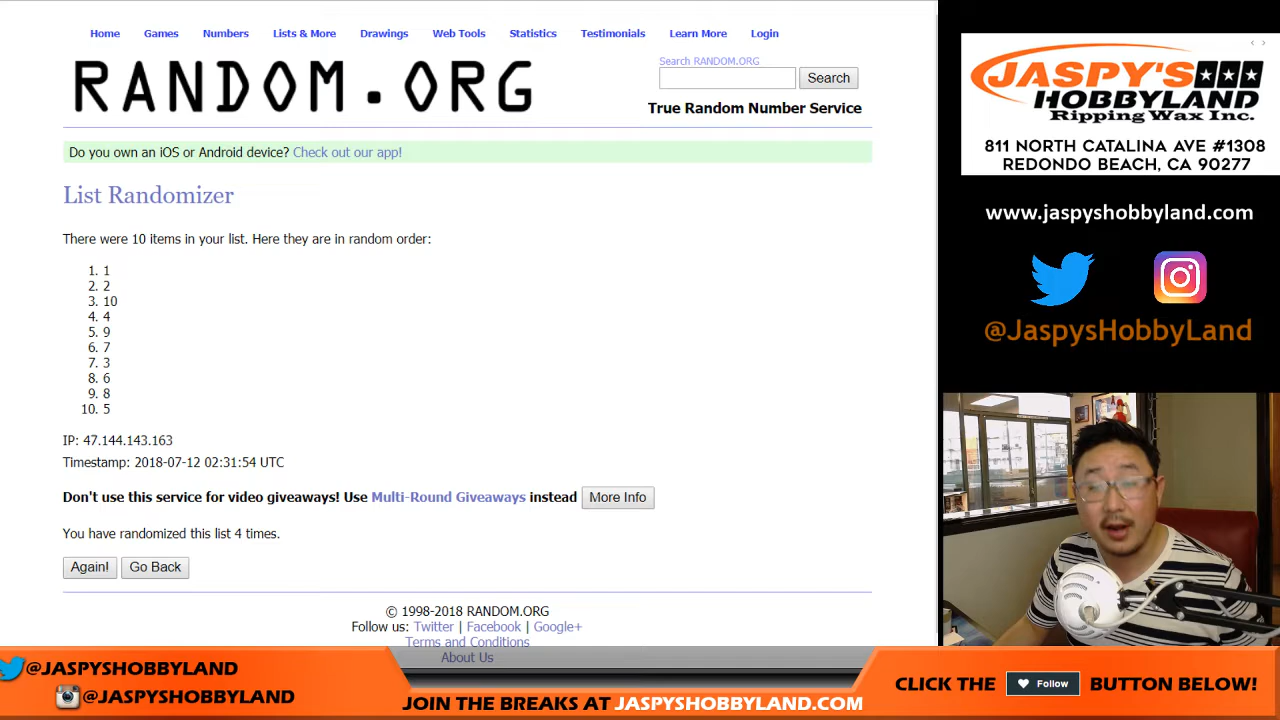 Home Games Numbers Lists & More Drawings Web Tools Statistics Testimonials Learn More Login
RANDOM.ORG
Search RANDOM.ORG
Search
True Random Number Service
Do you own an iOS or Android device? Check out our app!
List Randomizer
There were 10 items in your list. Here they are in random order:
1. 1
2. 2
3. 10
4. 4
5. 9
6. 7
7. 3
8. 6
9. 8
10. 5
IP: 47.144.143.163
Timestamp: 2018-07-12 02:31:54 UTC
Don't use this service for video giveaways! Use Multi-Round Giveaways instead More Info
You have randomized this list 4 times.
Again! Go Back
© 1998-2018 RANDOM.ORG
Follow us: Twitter | Facebook | Google+
Terms and Conditions
About Us
JASPY'S
HOBBYLAND
Ripping Wax Inc.
811 NORTH CATALINA AVE #1308
REDONDO BEACH, CA 90277
www.jaspyshobbyland.com
@JaspysHobbyLand
@JASPYSHOBBYLAND
@JASPYSHOBBYLAND
JOIN THE BREAKS AT JASPYSHOBBYLAND.COM
CLICK THE Follow BUTTON BELOW!